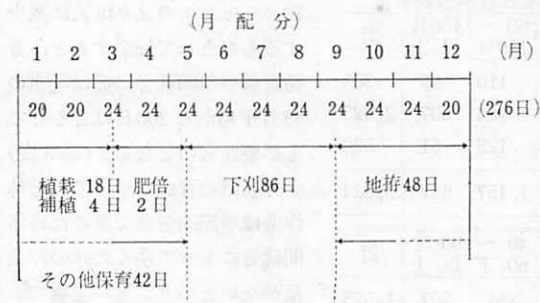 （月 配 分）
1 2 3 4 5 6 7 8 9 10 11 12 （月）
20 20 24 24 24 24 24 24 24 24 24 20 （276日）
植栽 18日 肥倍 下刈86日 地拵48日
補植 4日 2日
その他保育42日